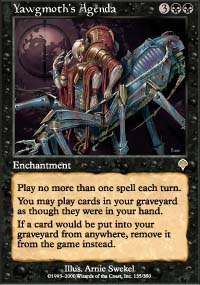 Yawgmoth's Agenda 3
Enchantment
Play no more than one spell each turn.
You may play cards in your graveyard
as though they were in your hand.
If a card would be put into your
graveyard from anywhere, remove it
from the game instead.
Illus. Arnie Swekel
©1993–2000 Wizards of the Coast, Inc. 135/350